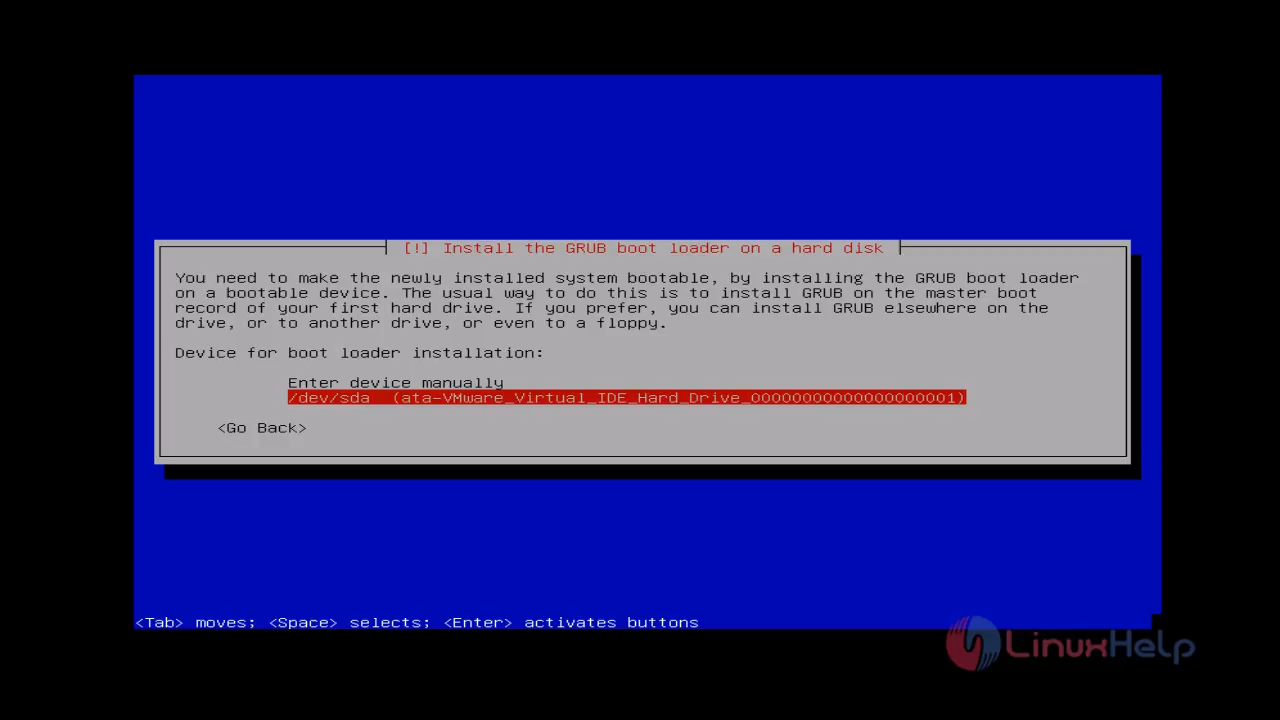 [!] Install the GRUB boot loader on a hard disk
You need to make the newly installed system bootable, by installing the GRUB boot loader
on a bootable device. The usual way to do this is to install GRUB on the master boot
record of your first hard drive. If you prefer, you can install GRUB elsewhere on the
drive, or to another drive, or even to a floppy.
Device for boot loader installation:
Enter device manually
/dev/sda (ata-VMware_Virtual_IDE_Hard_Drive_00000000000000000001)
<Go Back>
<Tab> moves; <Space> selects; <Enter> activates buttons
LinuxHelp